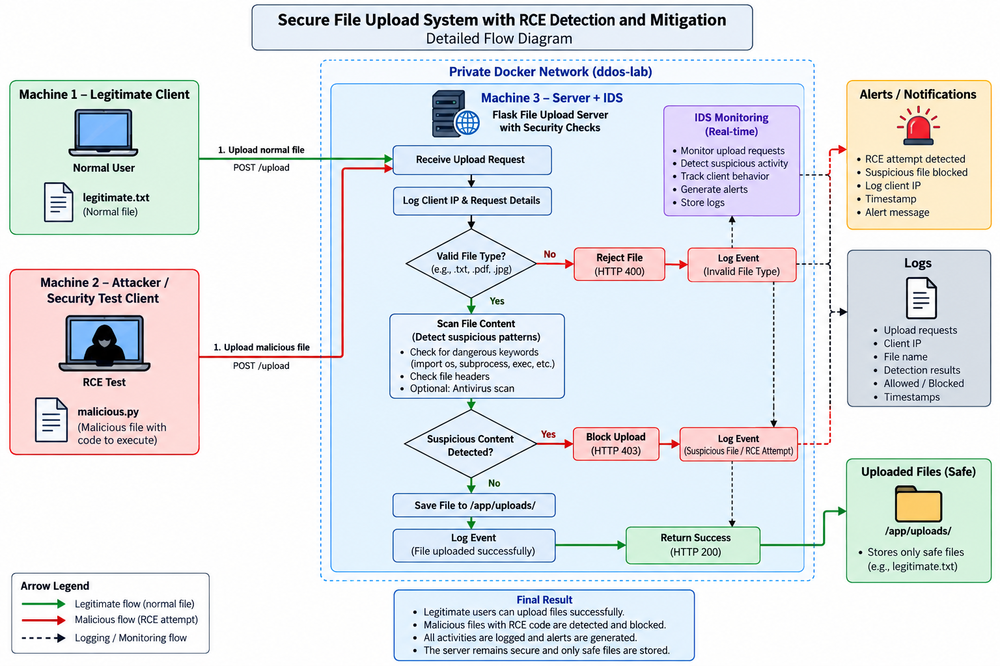 Secure File Upload System with RCE Detection and Mitigation
Detailed Flow Diagram
Private Docker Network (ddos-lab)
Machine 1 – Legitimate Client
Normal User
legitimate.txt
(Normal file)
1. Upload normal file
POST /upload
Machine 2 – Attacker /
Security Test Client
RCE Test
malicious.py
(Malicious file with
code to execute)
1. Upload malicious file
POST /upload
Machine 3 – Server + IDS
Flask File Upload Server
with Security Checks
Receive Upload Request
Log Client IP & Request Details
Valid File Type?
(e.g., .txt, .pdf, .jpg)
No
Reject File
(HTTP 400)
Log Event
(Invalid File Type)
Yes
Scan File Content
(Detect suspicious patterns)
• Check for dangerous keywords
(import os, subprocess, exec, etc.)
• Check file headers
• Optional: Antivirus scan
Suspicious Content
Detected?
Yes
Block Upload
(HTTP 403)
Log Event
(Suspicious File / RCE Attempt)
No
Save File to /app/uploads/
Log Event
(File uploaded successfully)
Return Success
(HTTP 200)
IDS Monitoring
(Real-time)
• Monitor upload requests
• Detect suspicious activity
• Track client behavior
• Generate alerts
• Store logs
Alerts / Notifications
• RCE attempt detected
• Suspicious file blocked
• Log client IP
• Timestamp
• Alert message
Logs
• Upload requests
• Client IP
• File name
• Detection results
• Allowed / Blocked
• Timestamps
Uploaded Files (Safe)
/app/uploads/
• Stores only safe files
(e.g., legitimate.txt)
Arrow Legend
Legitimate flow (normal file)
Malicious flow (RCE attempt)
Logging / Monitoring flow
Final Result
• Legitimate users can upload files successfully.
• Malicious files with RCE code are detected and blocked.
• All activities are logged and alerts are generated.
• The server remains secure and only safe files are stored.